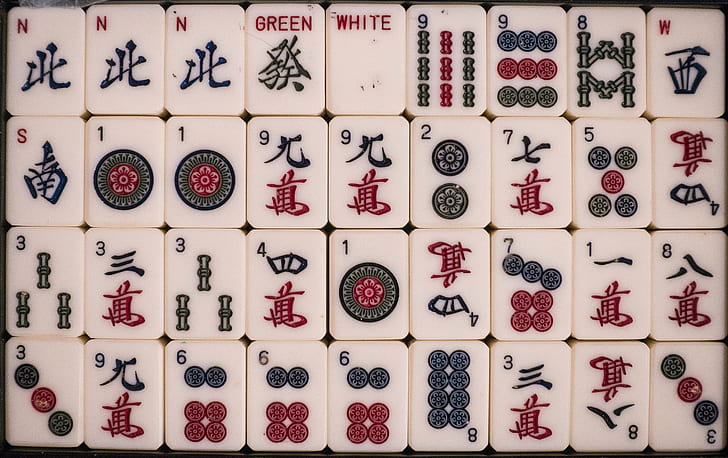 N N N GREEN WHITE 9 9 8 W
北 北 北 發 西
S 1 1 9 9 2 7 5
南 九 九 七 萬
萬 萬 萬 四
3 3 3 4 1 7 1 8
三 四 萬 一 八
萬 萬 四 4 萬 萬
3 9 6 6 6 3
九 三 萬
萬 8 萬 八 8 3